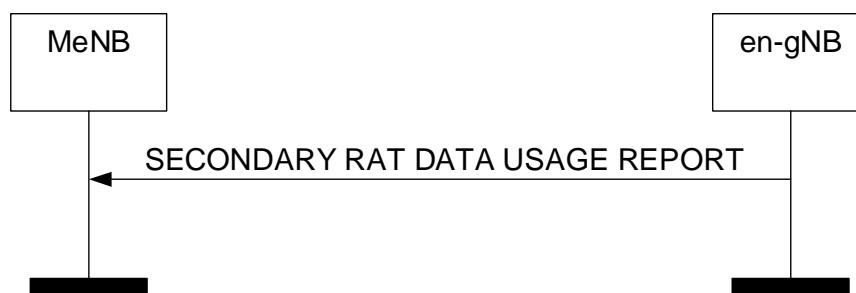 MeNB
en-gNB
SECONDARY RAT DATA USAGE REPORT